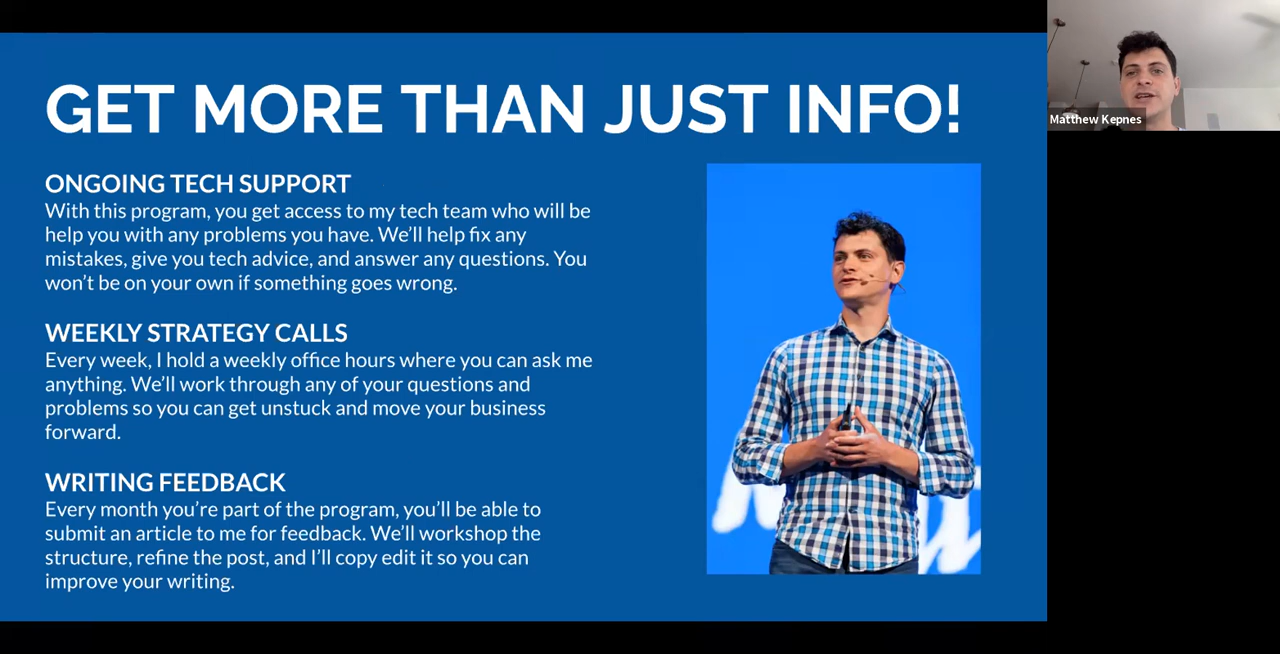 GET MORE THAN JUST INFO!
ONGOING TECH SUPPORT
With this program, you get access to my tech team who will be
help you with any problems you have. We’ll help fix any
mistakes, give you tech advice, and answer any questions. You
won’t be on your own if something goes wrong.
WEEKLY STRATEGY CALLS
Every week, I hold a weekly office hours where you can ask me
anything. We’ll work through any of your questions and
problems so you can get unstuck and move your business
forward.
WRITING FEEDBACK
Every month you’re part of the program, you’ll be able to
submit an article to me for feedback. We’ll workshop the
structure, refine the post, and I’ll copy edit it so you can
improve your writing.
Matthew Kepnes